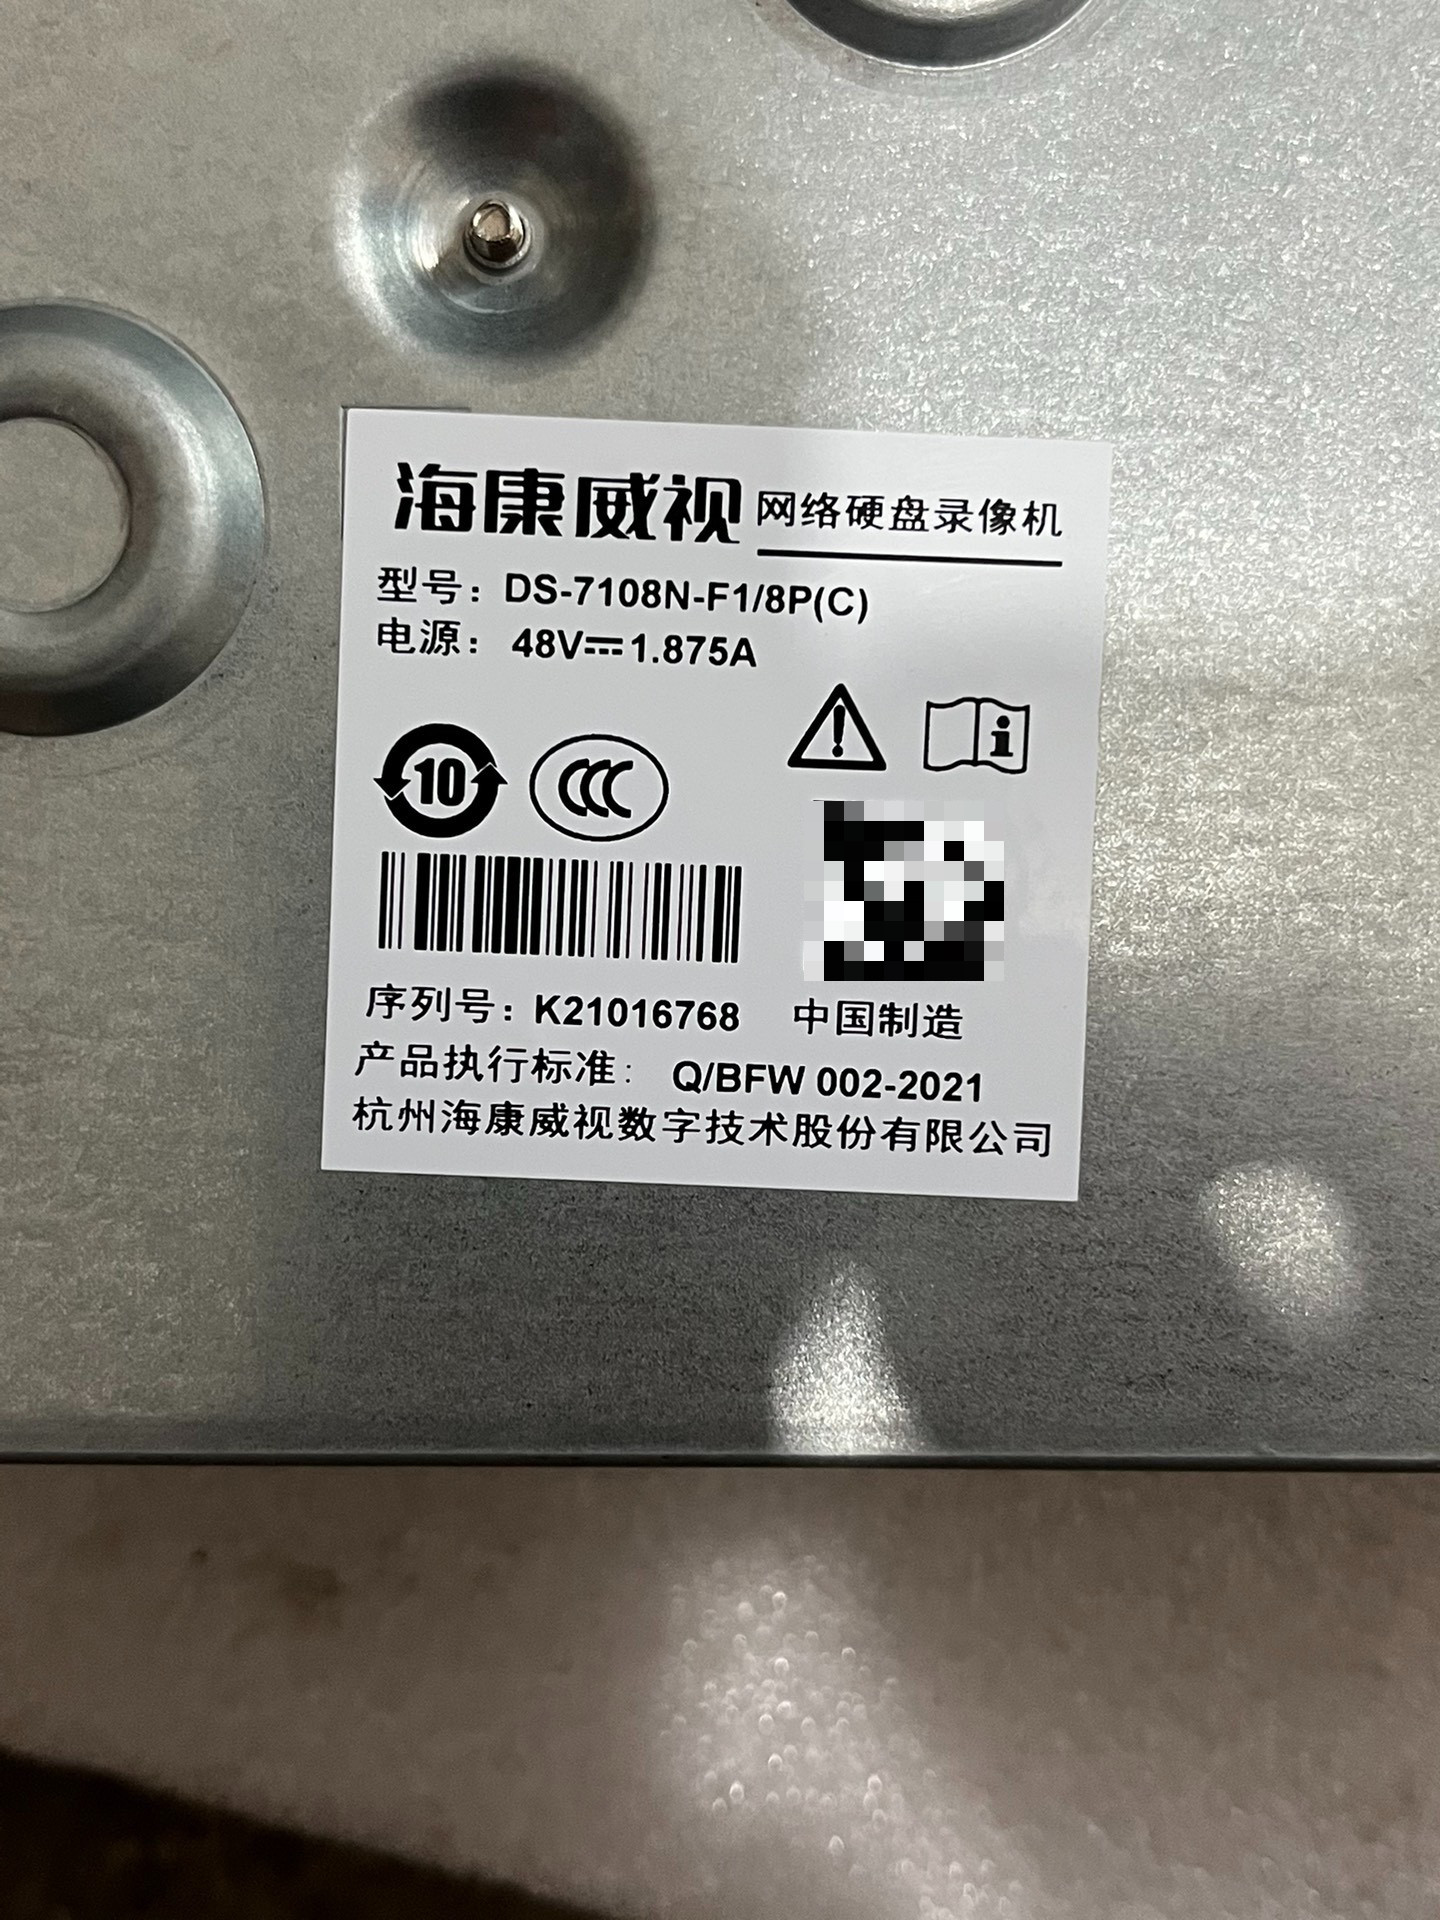 海康威视 网络硬盘录像机
型号：DS-7108N-F1/8P(C)
电源：48V⎓1.875A
10 CCC
序列号：K21016768 中国制造
产品执行标准：Q/BFW 002-2021
杭州海康威视数字技术股份有限公司